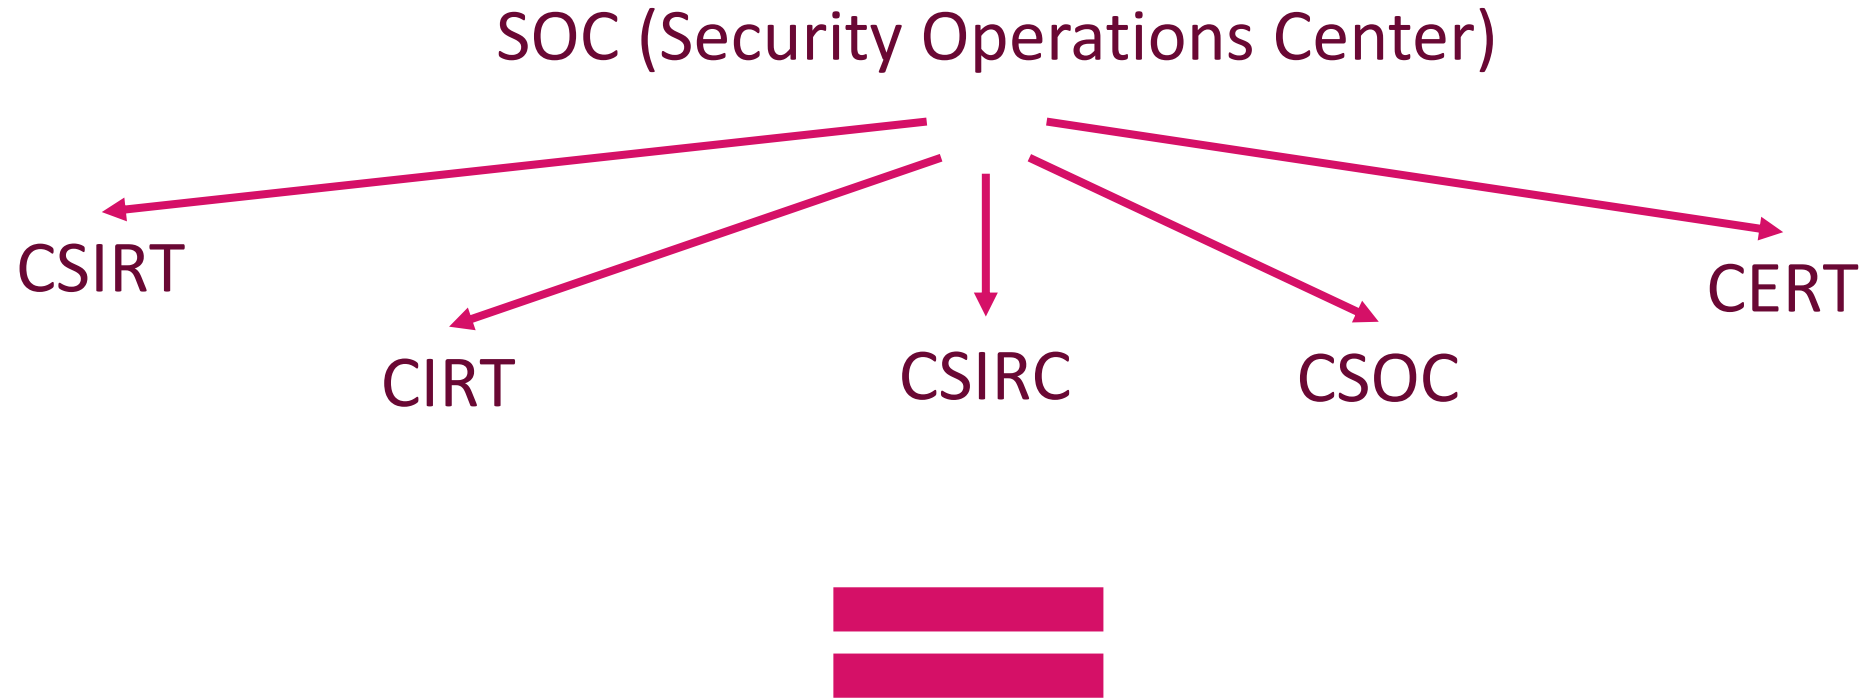 SOC (Security Operations Center)
CSIRT
CIRT
CSIRC
CSOC
CERT